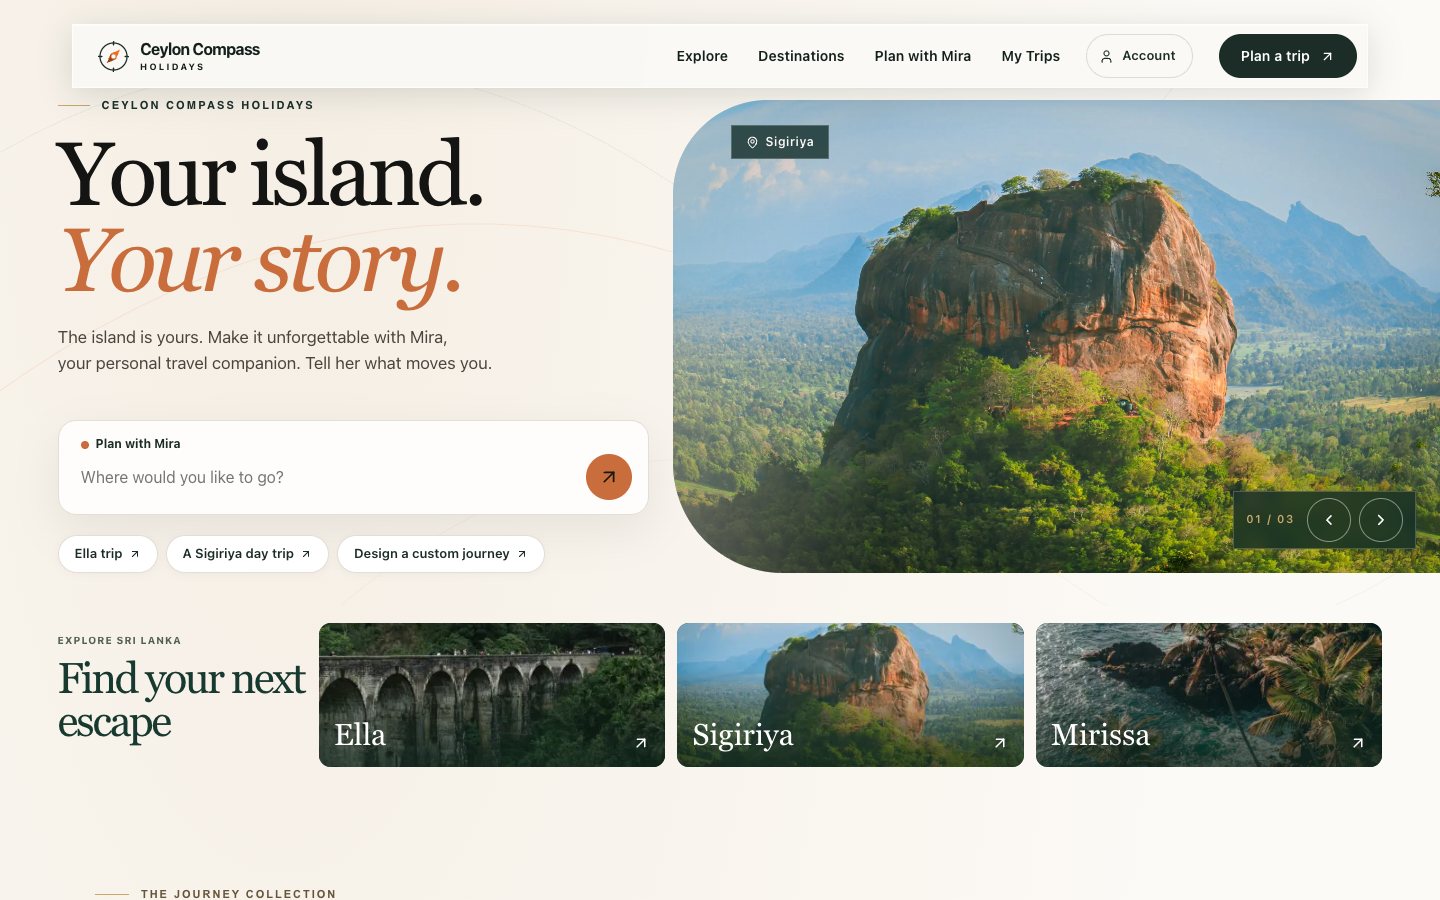 Ceylon Compass
HOLIDAYS
Explore
Destinations
Plan with Mira
My Trips
Account
Plan a trip
CEYLON COMPASS HOLIDAYS
Your island.
Your story.
The island is yours. Make it unforgettable with Mira,
your personal travel companion. Tell her what moves you.
Plan with Mira
Where would you like to go?
Ella trip
A Sigiriya day trip
Design a custom journey
Sigiriya
01 / 03
EXPLORE SRI LANKA
Find your next
escape
Ella
Sigiriya
Mirissa
THE JOURNEY COLLECTION